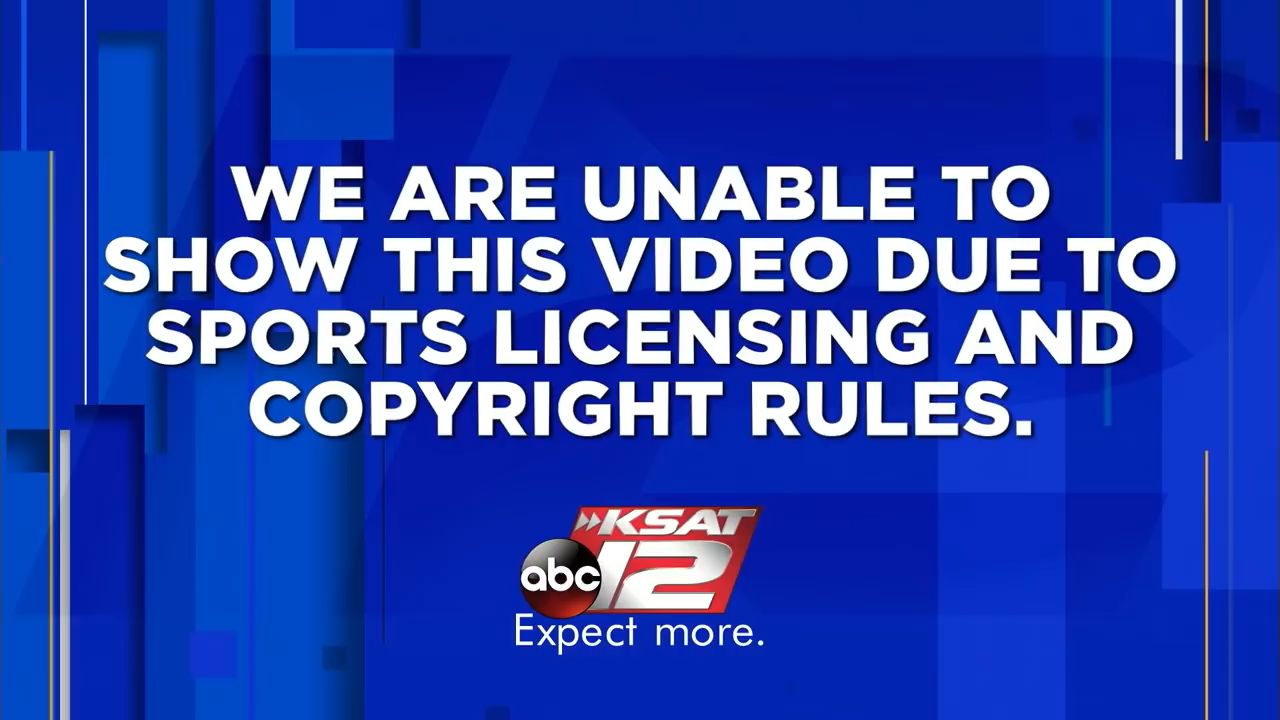 WE ARE UNABLE TO
SHOW THIS VIDEO DUE TO
SPORTS LICENSING AND
COPYRIGHT RULES.
KSAT
abc 12
Expect more.